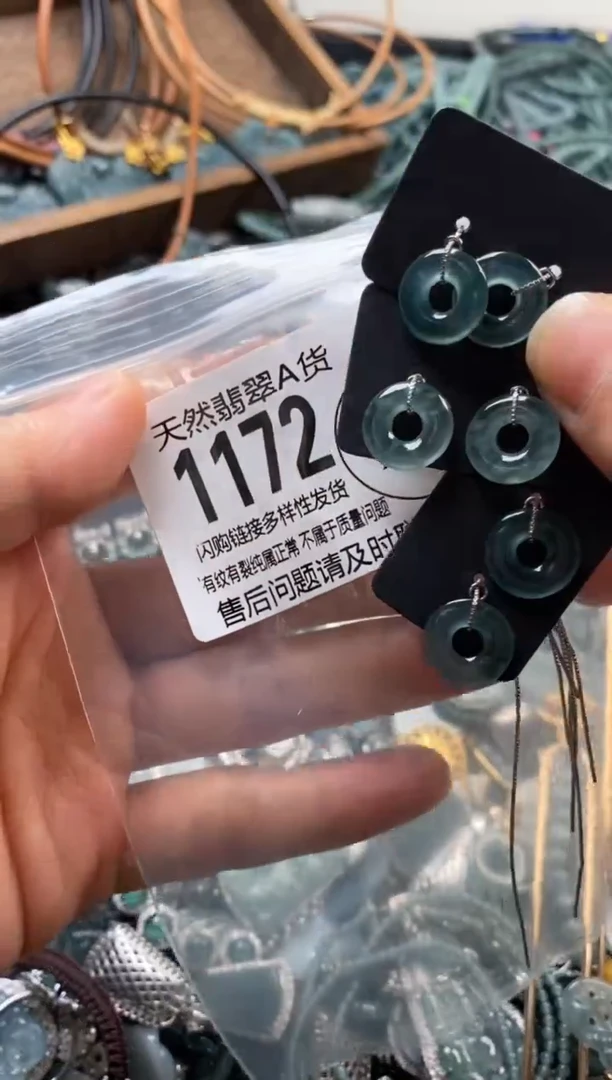 天然翡翠A货
1172
闪购链接多样性发货
有纹有裂纯属正常 不属于质量问题
售后问题请及时